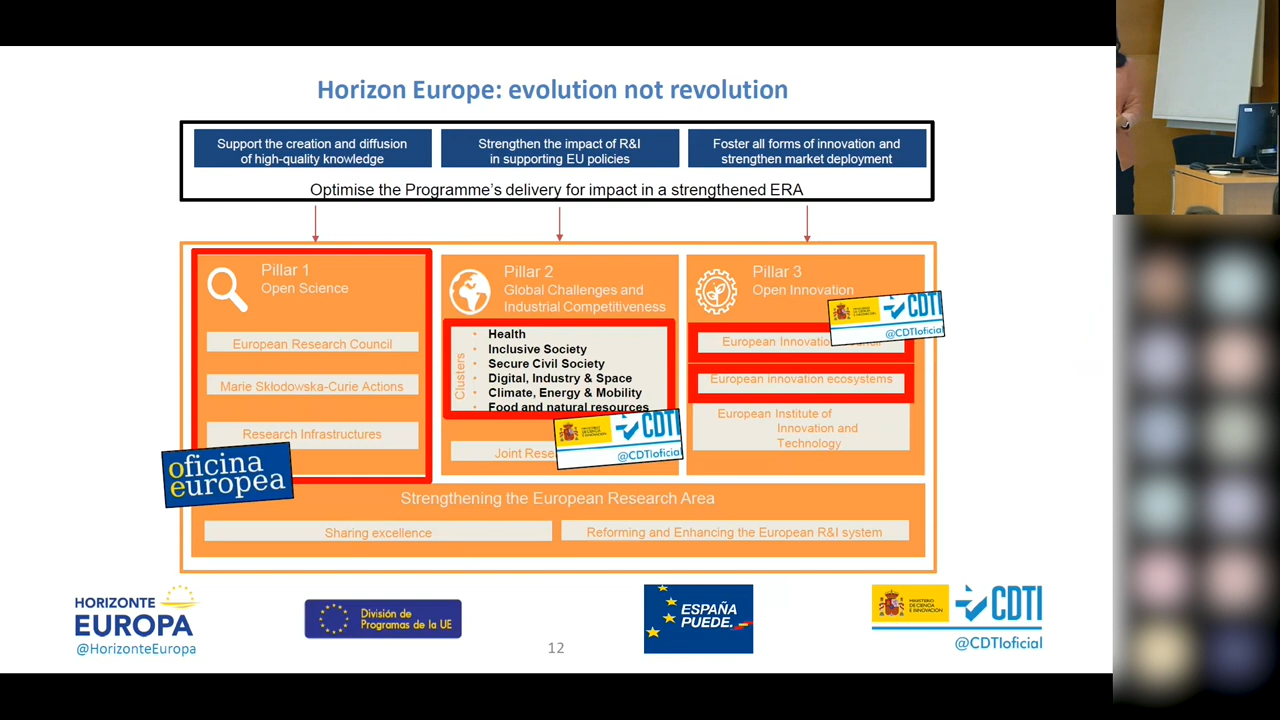 Horizon Europe: evolution not revolution
Support the creation and diffusion
of high-quality knowledge
Strengthen the impact of R&I
in supporting EU policies
Foster all forms of innovation and
strengthen market deployment
Optimise the Programme's delivery for impact in a strengthened ERA
Pillar 1
Open Science
European Research Council
Marie Skłodowska-Curie Actions
Research Infrastructures
oficina
europea
Pillar 2
Global Challenges and
Industrial Competitiveness
Clusters
• Health
• Inclusive Society
• Secure Civil Society
• Digital, Industry & Space
• Climate, Energy & Mobility
• Food and natural resources
Joint
CDTI
@CDTIoficial
Pillar 3
Open Innovation
CDTI
@CDTIoficial
European
European innovation ecosystems
European Institute of
Innovation and
Technology
Strengthening the European Research Area
Sharing excellence
Reforming and Enhancing the European R&I system
HORIZONTE
EUROPA
@HorizonteEuropa
División de
Programas de la UE
12
ESPAÑA
PUEDE.
MINISTERIO
DE CIENCIA
E INNOVACIÓN
CDTI
@CDTIoficial